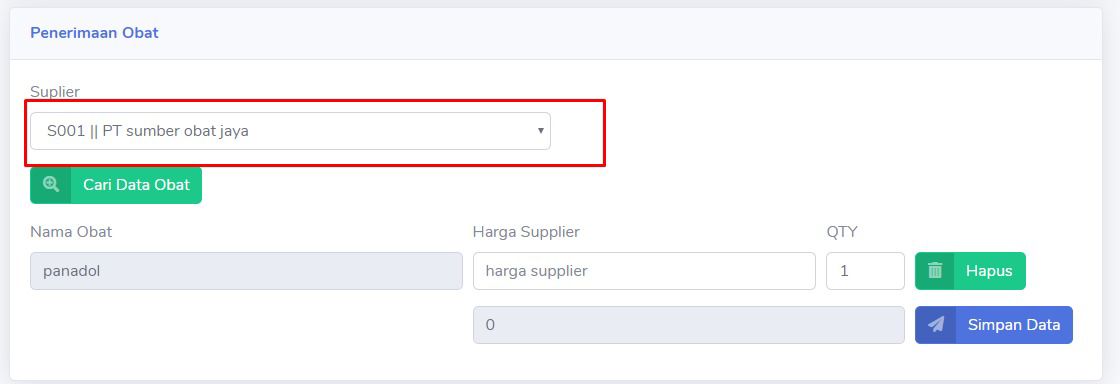 Penerimaan Obat
Suplier
S001 || PT sumber obat jaya
Cari Data Obat
Nama Obat Harga Supplier QTY
panadol harga supplier 1 Hapus
0 Simpan Data